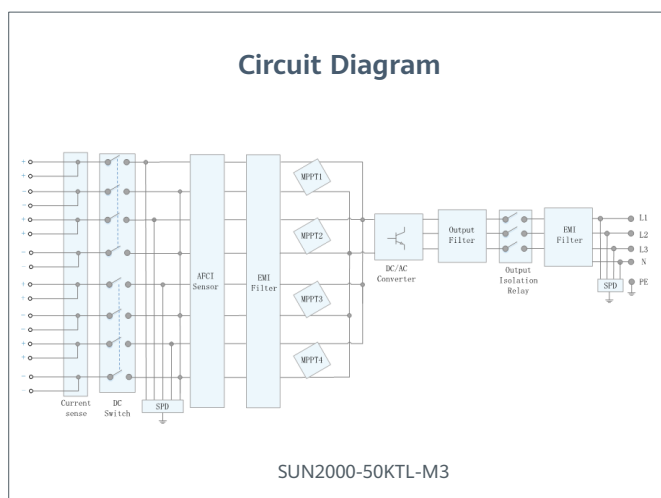 Circuit Diagram
+
+
−
−
+
+
−
−
+
+
−
−
+
+
−
−
Current
sense
DC
Switch
SPD
AFCI
Sensor
EMI
Filter
MPPT1
MPPT2
MPPT3
MPPT4
DC/AC
Converter
Output
Filter
Output
Isolation
Relay
EMI
Filter
SPD
L1
L2
L3
N
PE
SUN2000-50KTL-M3